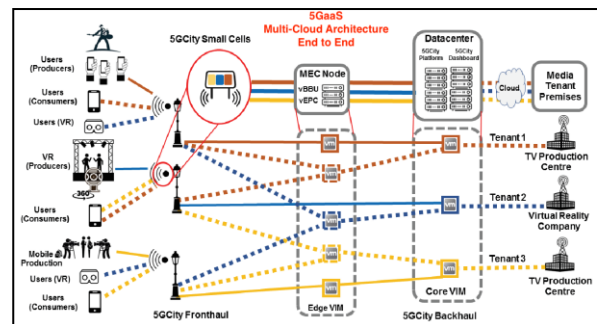 5GaaS
Multi-Cloud Architecture
End to End
5GCity Small Cells
Datacenter
5GCity
Platform
5GCity
Dashboard
MEC Node
vBBU
vEPC
Cloud
Media
Tenant
Premises
Users
(Producers)
Users
(Consumers)
Users (VR)
VR
(Producers)
360°
Users
(Consumers)
Mobile
Production
Users (VR)
Users
(Consumers)
Tenant 1
TV Production
Centre
Tenant2
Virtual Reality
Company
Tenant 3
TV Production
Centre
5GCity Fronthaul
Edge VIM
Core VIM
5GCity Backhaul